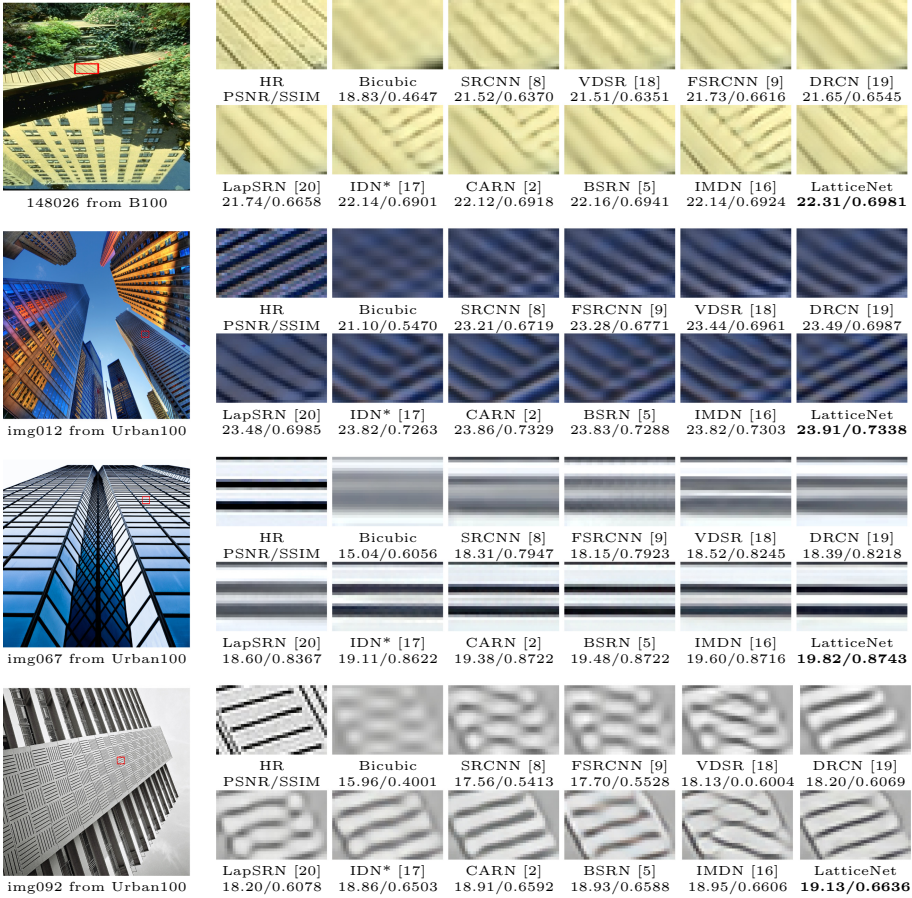 HR Bicubic SRCNN [8] VDSR [18] FSRCNN [9] DRCN [19]
PSNR/SSIM 18.83/0.4647 21.52/0.6370 21.51/0.6351 21.73/0.6616 21.65/0.6545
LapSRN [20] IDN* [17] CARN [2] BSRN [5] IMDN [16] LatticeNet
21.74/0.6658 22.14/0.6901 22.12/0.6918 22.16/0.6941 22.14/0.6924 22.31/0.6981
148026 from B100
HR Bicubic SRCNN [8] FSRCNN [9] VDSR [18] DRCN [19]
PSNR/SSIM 21.10/0.5470 23.21/0.6719 23.28/0.6771 23.44/0.6961 23.49/0.6987
LapSRN [20] IDN* [17] CARN [2] BSRN [5] IMDN [16] LatticeNet
23.48/0.6985 23.82/0.7263 23.86/0.7329 23.83/0.7288 23.82/0.7303 23.91/0.7338
img012 from Urban100
HR Bicubic SRCNN [8] FSRCNN [9] VDSR [18] DRCN [19]
PSNR/SSIM 15.04/0.6056 18.31/0.7947 18.15/0.7923 18.52/0.8245 18.39/0.8218
LapSRN [20] IDN* [17] CARN [2] BSRN [5] IMDN [16] LatticeNet
18.60/0.8367 19.11/0.8622 19.38/0.8722 19.48/0.8722 19.60/0.8716 19.82/0.8743
img067 from Urban100
HR Bicubic SRCNN [8] FSRCNN [9] VDSR [18] DRCN [19]
PSNR/SSIM 15.96/0.4001 17.56/0.5413 17.70/0.5528 18.13/0.0.6004 18.20/0.6069
LapSRN [20] IDN* [17] CARN [2] BSRN [5] IMDN [16] LatticeNet
18.20/0.6078 18.86/0.6503 18.91/0.6592 18.93/0.6588 18.95/0.6606 19.13/0.6636
img092 from Urban100